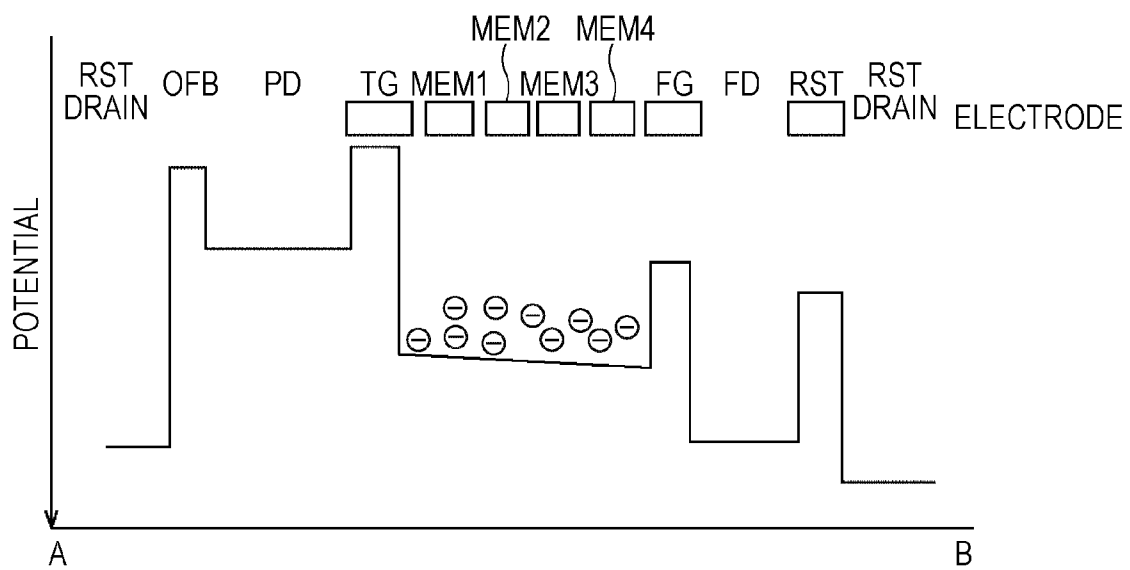 MEM2 MEM4
RST DRAIN OFB PD TG MEM1 MEM3 FG FD RST RST DRAIN
ELECTRODE
POTENTIAL
A B